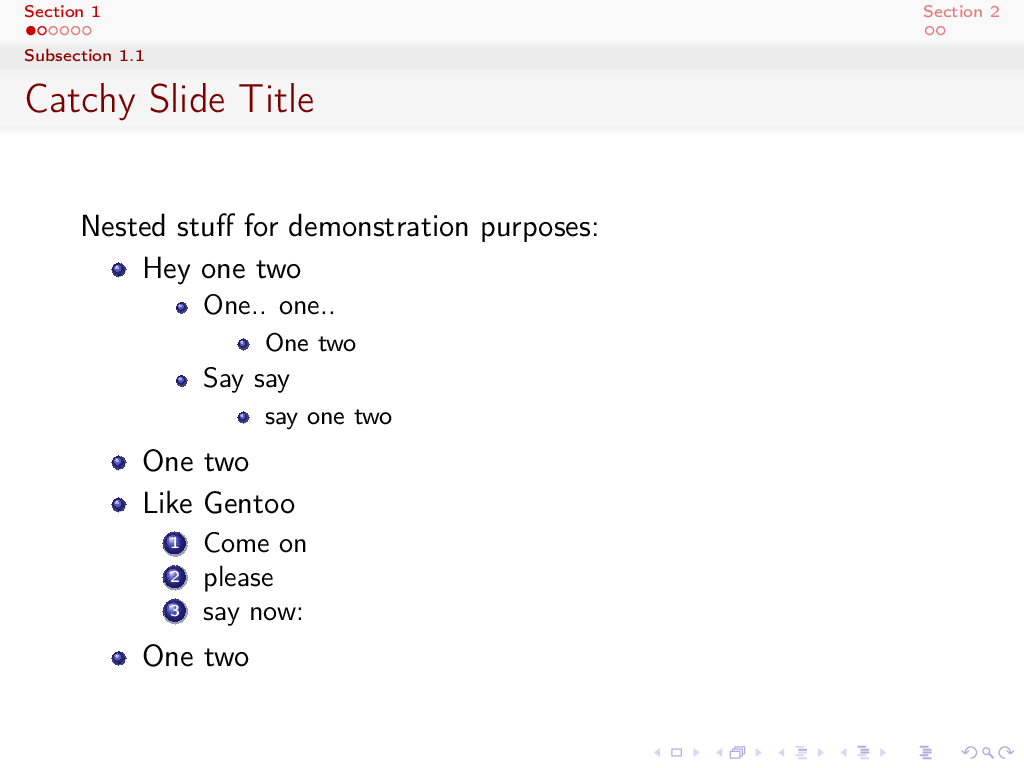 Section 1
Section 2
Subsection 1.1
Catchy Slide Title
Nested stuff for demonstration purposes:
Hey one two
One.. one..
One two
Say say
say one two
One two
Like Gentoo
1 Come on
2 please
3 say now:
One two